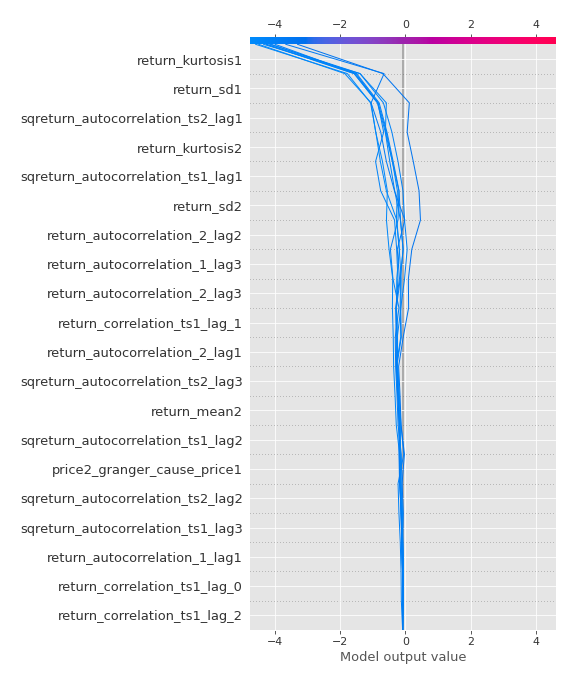 −4 −2 0 2 4
return_kurtosis1
return_sd1
sqreturn_autocorrelation_ts2_lag1
return_kurtosis2
sqreturn_autocorrelation_ts1_lag1
return_sd2
return_autocorrelation_2_lag2
return_autocorrelation_1_lag3
return_autocorrelation_2_lag3
return_correlation_ts1_lag_1
return_autocorrelation_2_lag1
sqreturn_autocorrelation_ts2_lag3
return_mean2
sqreturn_autocorrelation_ts1_lag2
price2_granger_cause_price1
sqreturn_autocorrelation_ts2_lag2
sqreturn_autocorrelation_ts1_lag3
return_autocorrelation_1_lag1
return_correlation_ts1_lag_0
return_correlation_ts1_lag_2
−4 −2 0 2 4
Model output value